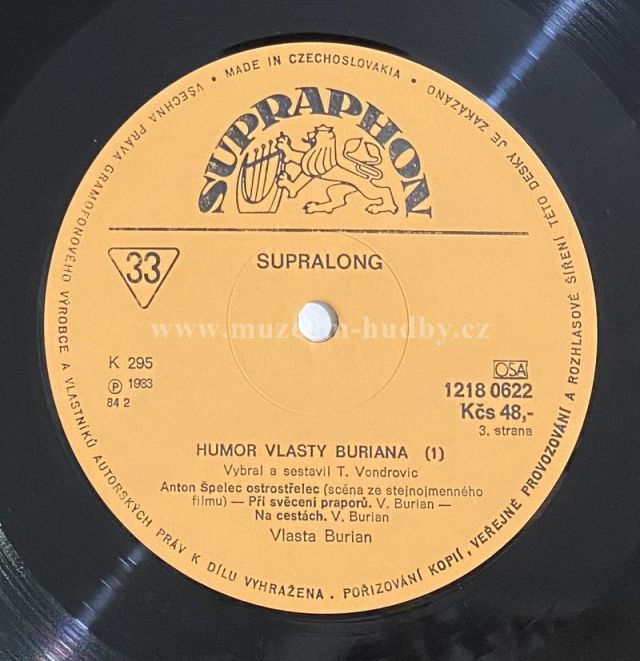 • MADE IN CZECHOSLOVAKIA •
VŠECHNA PRÁVA GRAMOFONOVÉHO VÝROBCE A VLASTNÍKŮ AUTORSKÝCH PRÁV K DÍLU VYHRAŽENA. POŘIZOVÁNÍ KOPIÍ, VEŘEJNÉ PROVOZOVÁNÍ A ROZHLASOVÉ ŠÍŘENÍ TÉTO DESKY JE ZAKÁZÁNO
SUPRAPHON
33
SUPRALONG
www.muzeum-hudby.cz
K 295
℗ 1983
84 2
OSA
1218 0622
Kčs 48,-
3. strana
HUMOR VLASTY BURIANA (1)
Vybral a sestavil T. Vondrovic
Anton Špelec ostrostřelec (scéna ze stejnojmenného
filmu) — Při svěcení praporů. V. Burian —
Na cestách. V. Burian
Vlasta Burian